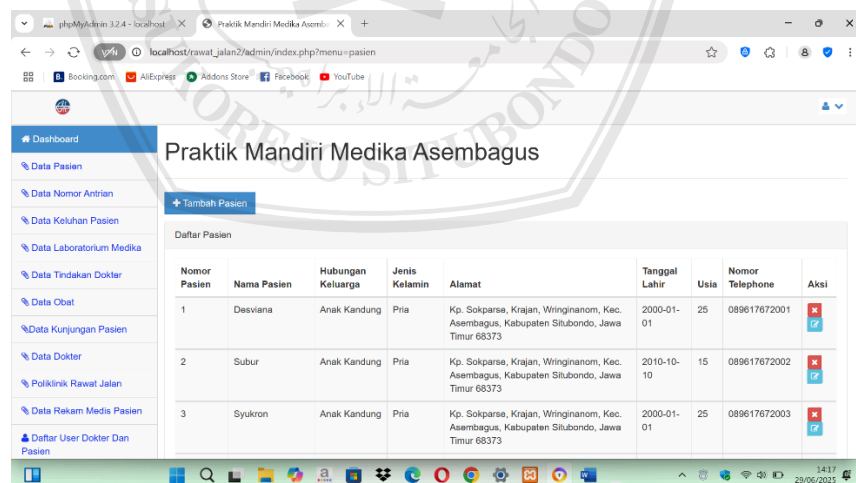 phpMyAdmin 3.2.4 - localhost
Praktik Mandiri Medika Asemb
VPN
localhost/rawat_jalan2/admin/index.php?menu=pasien
Booking.com AliExpress Addons Store Facebook YouTube
Dashboard
Data Pasien
Data Nomor Antrian
Data Keluhan Pasien
Data Laboratorium Medika
Data Tindakan Dokter
Data Obat
Data Kunjungan Pasien
Data Dokter
Poliklinik Rawat Jalan
Data Rekam Medis Pasien
Daftar User Dokter Dan
Pasien
Praktik Mandiri Medika Asembagus
+ Tambah Pasien
Daftar Pasien
Nomor Pasien Nama Pasien Hubungan Keluarga Jenis Kelamin Alamat Tanggal Lahir Usia Nomor Telephone Aksi
1 Desviana Anak Kandung Pria Kp. Sokparse, Krajan, Wringinanom, Kec. 2000-01- 25 089617672001
Asembagus, Kabupaten Situbondo, Jawa 01
Timur 68373
2 Subur Anak Kandung Pria Kp. Sokparse, Krajan, Wringinanom, Kec. 2010-10- 15 089617672002
Asembagus, Kabupaten Situbondo, Jawa 10
Timur 68373
3 Syukron Anak Kandung Pria Kp. Sokparse, Krajan, Wringinanom, Kec. 2000-01- 25 089617672003
Asembagus, Kabupaten Situbondo, Jawa 01
Timur 68373
14:17
29/06/2025